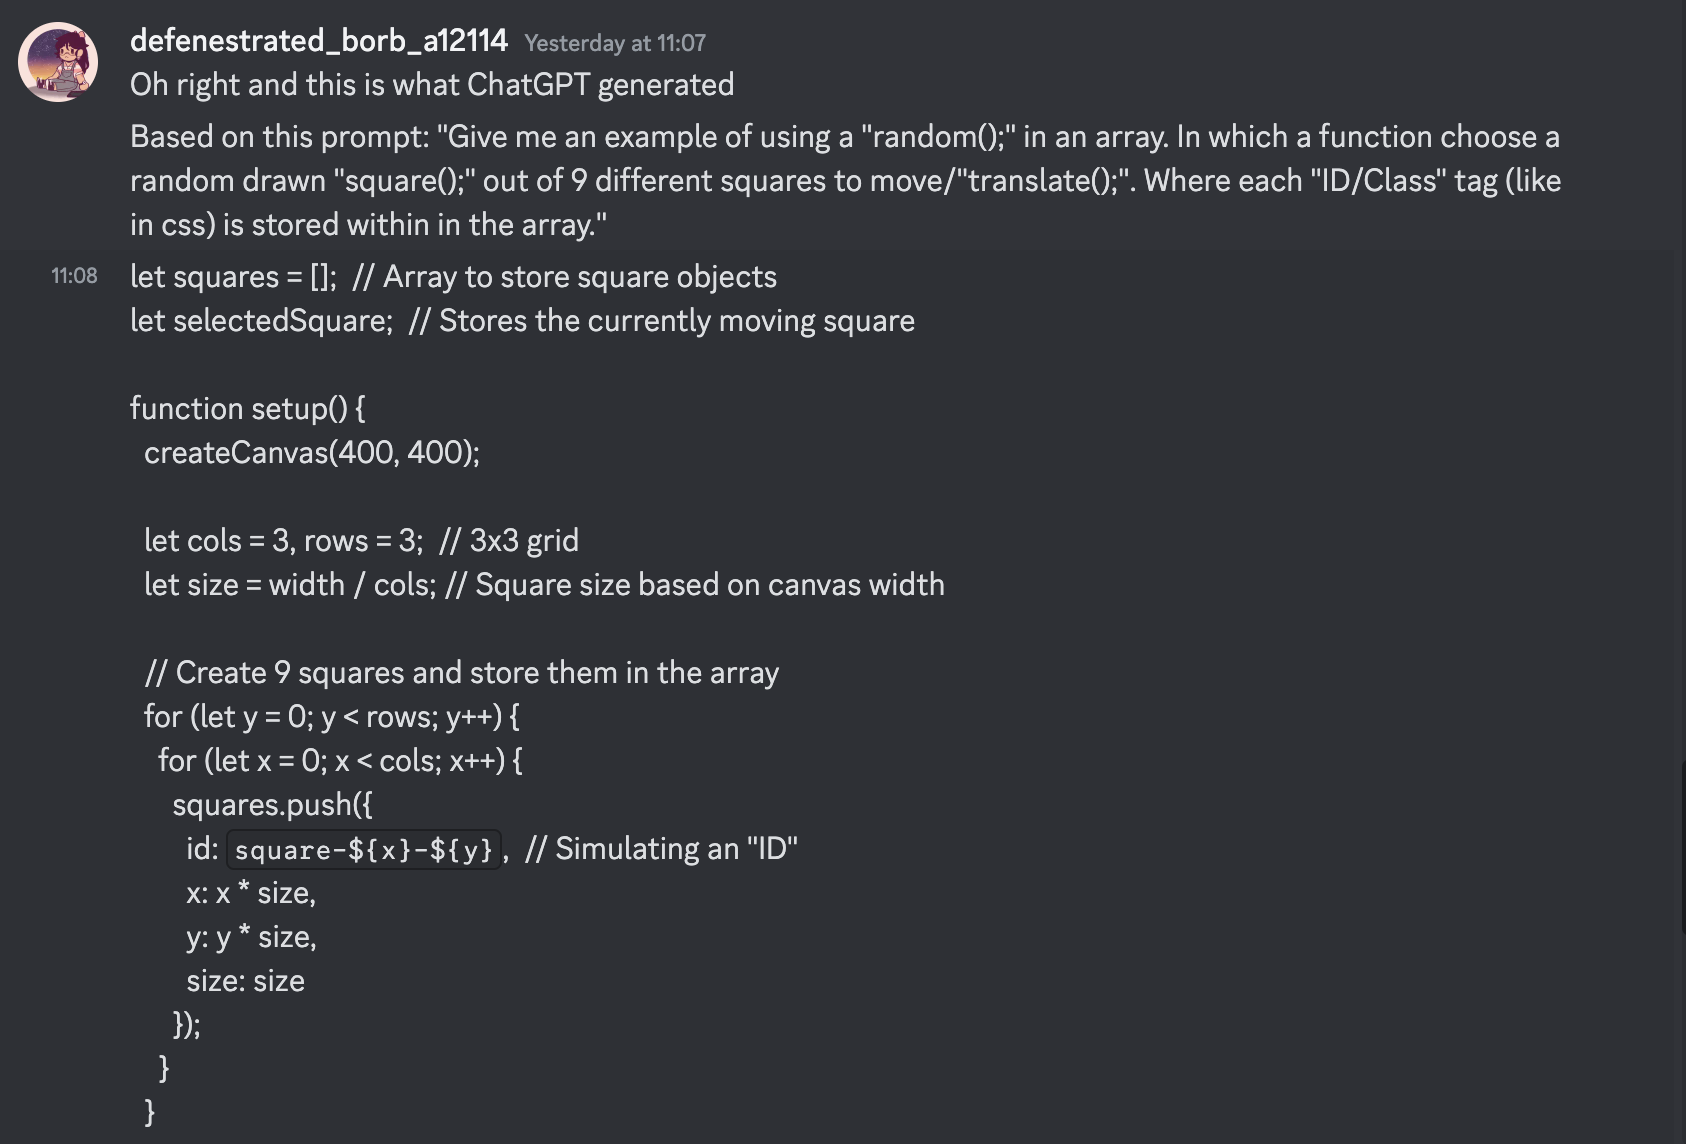 defenestrated_borb_a12114 Yesterday at 11:07
Oh right and this is what ChatGPT generated
Based on this prompt: "Give me an example of using a "random();" in an array. In which a function choose a
random drawn "square();" out of 9 different squares to move/"translate();". Where each "ID/Class" tag (like
in css) is stored within in the array."
11:08 let squares = [];  // Array to store square objects
let selectedSquare;  // Stores the currently moving square
function setup() {
  createCanvas(400, 400);
  let cols = 3, rows = 3;  // 3x3 grid
  let size = width / cols; // Square size based on canvas width
  // Create 9 squares and store them in the array
  for (let y = 0; y < rows; y++) {
    for (let x = 0; x < cols; x++) {
      squares.push({
        id: square-${x}-${y},  // Simulating an "ID"
        x: x * size,
        y: y * size,
        size: size
      });
    }
  }